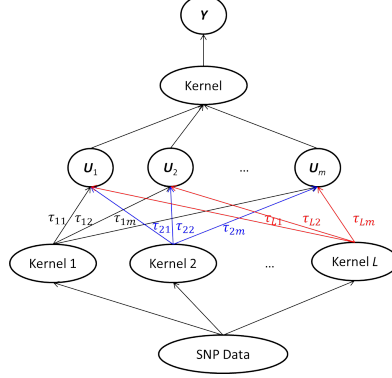 Y
Kernel
U1 U2 ... Um
τ11 τ12 τ1m τ21 τ22 τ2m τL1 τL2 τLm
Kernel 1 Kernel 2 ... Kernel L
SNP Data